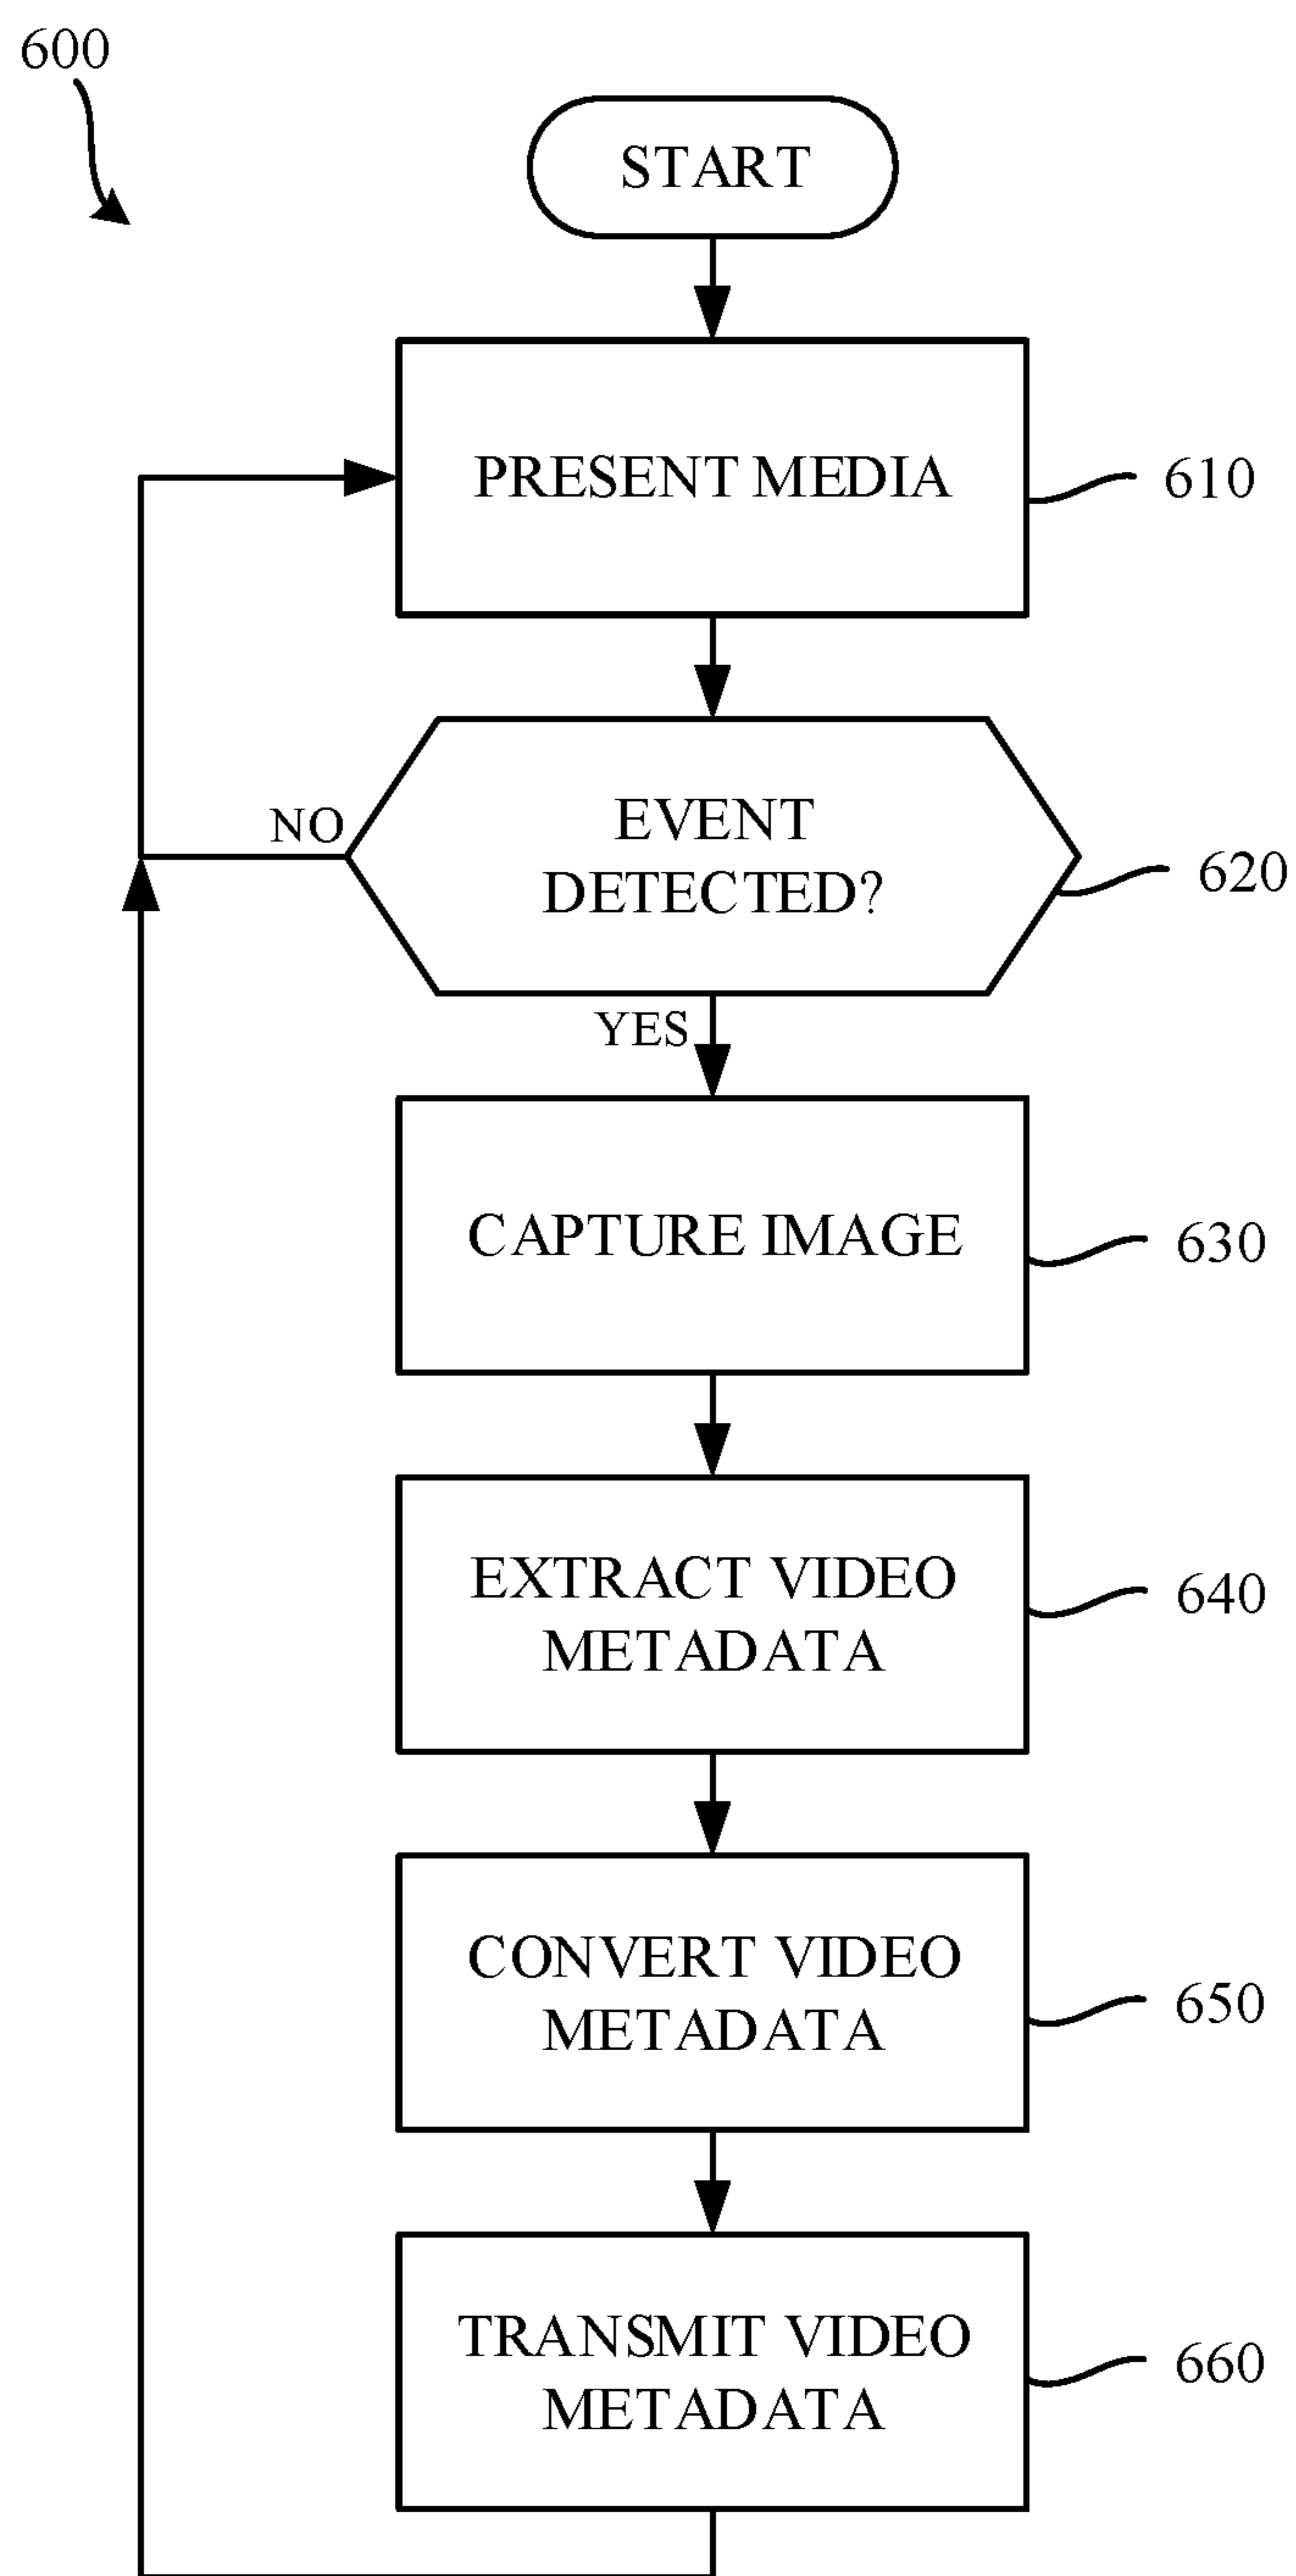 600
START
PRESENT MEDIA
610
EVENT
DETECTED?
620
NO
YES
CAPTURE IMAGE
630
EXTRACT VIDEO
METADATA
640
CONVERT VIDEO
METADATA
650
TRANSMIT VIDEO
METADATA
660